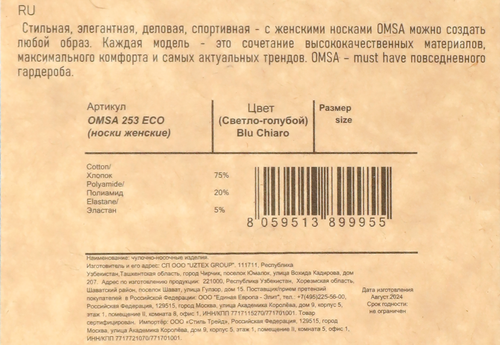 RU
Стильная, элегантная, деловая, спортивная - с женскими носками OMSA можно создать
любой образ. Каждая модель - это сочетание высококачественных материалов,
максимального комфорта и самых актуальных трендов. OMSA – must have повседневного
гардероба.
Артикул
OMSA 253 ECO
(носки женские)
Цвет
(Светло-голубой)
Blu Chiaro
Размер
size
Cotton/
Хлопок 75%
Polyamide/
Полиамид 20%
Elastane/
Эластан 5%
8 059513 899955
Наименование: чулочно-носочные изделия
Изготовитель и его адрес: СП ООО "UZTEX GROUP". 111711. Республика
Узбекистан,Ташкентская область, город Чирчик, поселок Юмалок, улица Вохида Кадирова, дом
207. Адрес по изготовлению продукции: 221000, Республика Узбекистан, Хорезмская область,
Шаватский район, поселок Шават, улица Гулзор, дом 15. Поставщик/прием претензий
покупателей в Российской Федерации: ООО "Единая Европа - Элит", тел.: +7(495)225-56-00,
Российская Федерация, 129515, город Москва, улица Академика Королёва, дом 9, корпус 5,
этаж 1, помещение II, комната 8, офис 1, ИНН/КПП 7717115270/771701001. Товар
сертифицирован. Импортёр: ООО «Стиль Трейд», Российская Федерация, 129515, город
Москва, улица Академика Королёва, дом 9, корпус 5, этаж 1, помещение II, комната 5, офис 1,
ИНН/КПП 7717721070/771701001.
Дата изготовления
Август.2024
Срок годности:
не ограничен